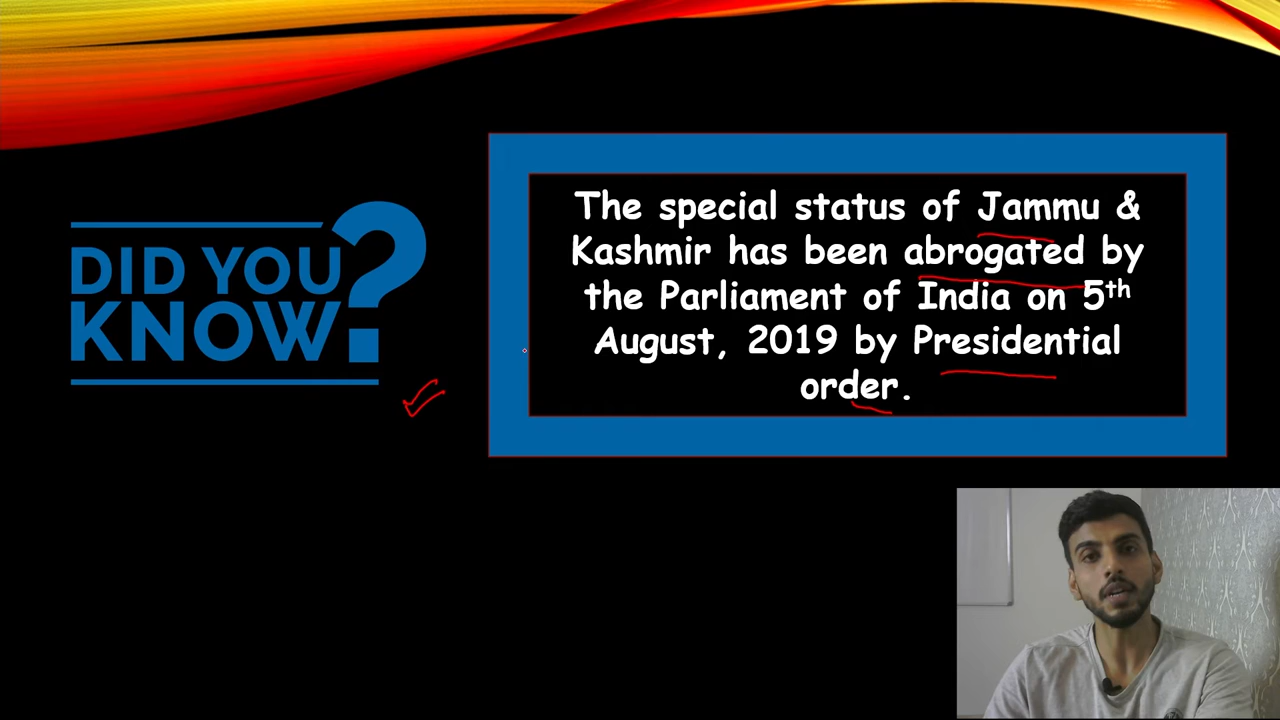 DID YOU
KNOW?
The special status of Jammu &
Kashmir has been abrogated by
the Parliament of India on 5th
August, 2019 by Presidential
order.